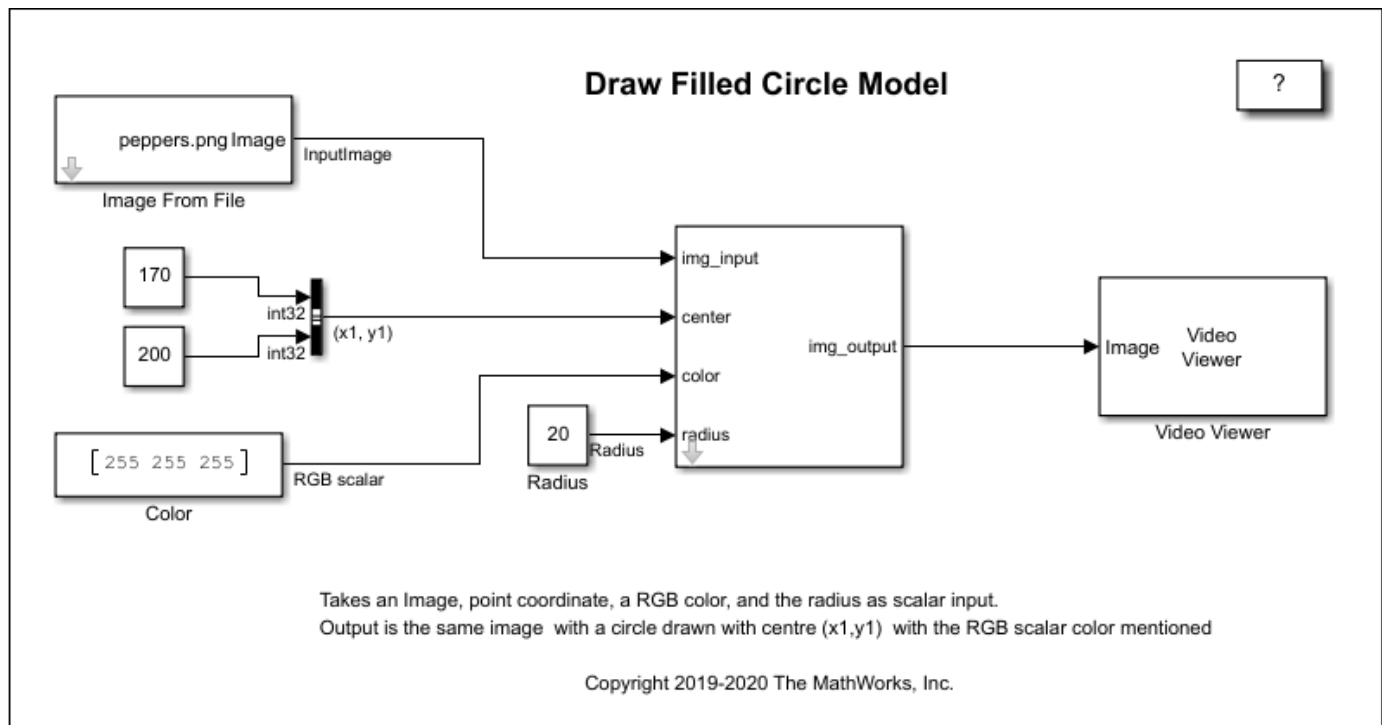 Draw Filled Circle Model
?
peppers.png Image
InputImage
Image From File
170
int32
200
int32
(x1, y1)
[255 255 255]
RGB scalar
Color
20
Radius
Radius
img_input
center
color
radius
img_output
Image
Video
Viewer
Video Viewer
Takes an Image, point coordinate, a RGB color, and the radius as scalar input.
Output is the same image with a circle drawn with centre (x1,y1) with the RGB scalar color mentioned
Copyright 2019-2020 The MathWorks, Inc.